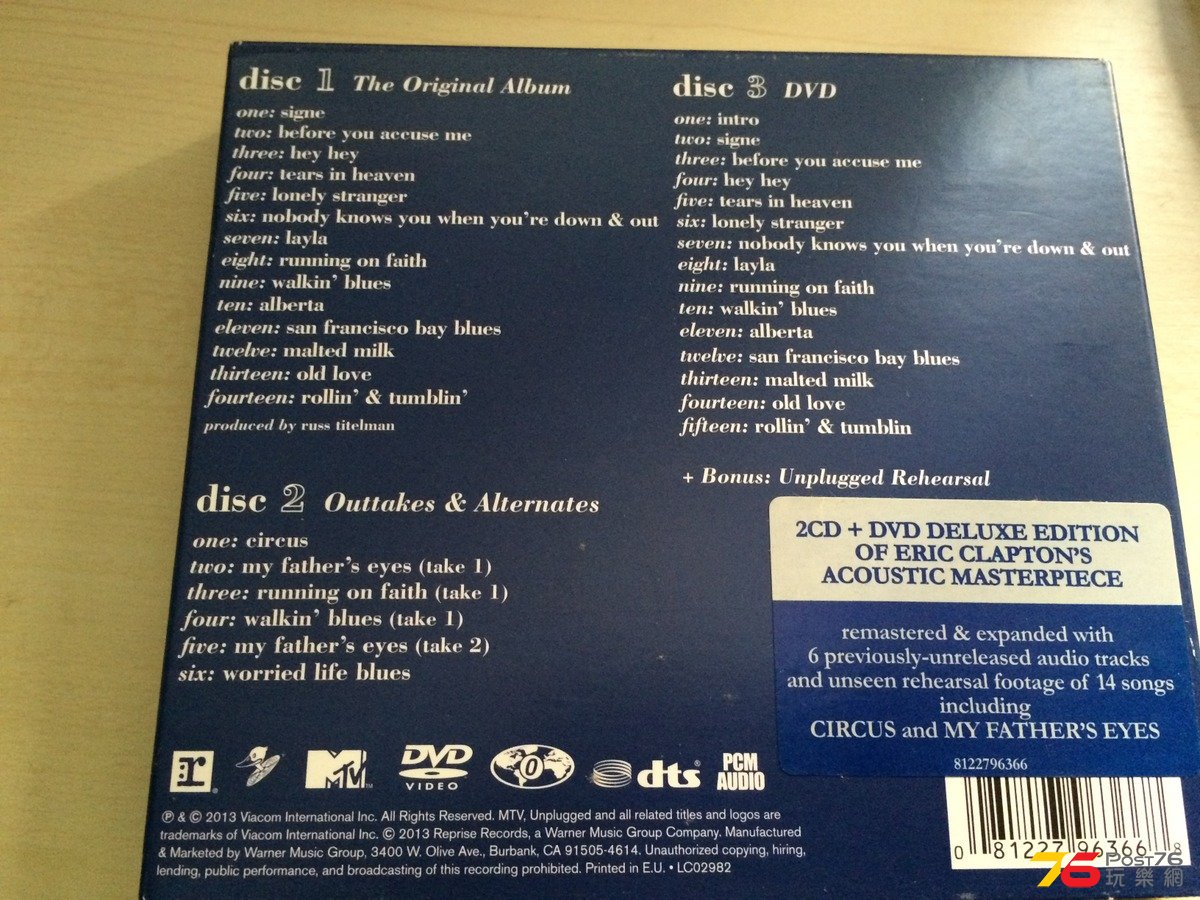 disc 1 The Original Album
one: signe
two: before you accuse me
three: hey hey
four: tears in heaven
five: lonely stranger
six: nobody knows you when you're down & out
seven: layla
eight: running on faith
nine: walkin' blues
ten: alberta
eleven: san francisco bay blues
twelve: malted milk
thirteen: old love
fourteen: rollin' & tumblin'
produced by russ titelman
disc 2 Outtakes & Alternates
one: circus
two: my father's eyes (take 1)
three: running on faith (take 1)
four: walkin' blues (take 1)
five: my father's eyes (take 2)
six: worried life blues
disc 3 DVD
one: intro
two: signe
three: before you accuse me
four: hey hey
five: tears in heaven
six: lonely stranger
seven: nobody knows you when you're down & out
eight: layla
nine: running on faith
ten: walkin' blues
eleven: alberta
twelve: san francisco bay blues
thirteen: malted milk
fourteen: old love
fifteen: rollin' & tumblin
+ Bonus: Unplugged Rehearsal
2CD + DVD DELUXE EDITION
OF ERIC CLAPTON'S
ACOUSTIC MASTERPIECE
remastered & expanded with
6 previously-unreleased audio tracks
and unseen rehearsal footage of 14 songs
including
CIRCUS and MY FATHER'S EYES
8122796366
r MTV DVD VIDEO 0 dts PCM AUDIO
℗ & © 2013 Viacom International Inc. All Rights Reserved. MTV, Unplugged and all related titles and logos are
trademarks of Viacom International Inc. © 2013 Reprise Records, a Warner Music Group Company. Manufactured
& Marketed by Warner Music Group, 3400 W. Olive Ave., Burbank, CA 91505-4614. Unauthorized copying, hiring,
lending, public performance, and broadcasting of this recording prohibited. Printed in E.U. • LC02982
0 81227 96366 8
76 POST76
玩樂網